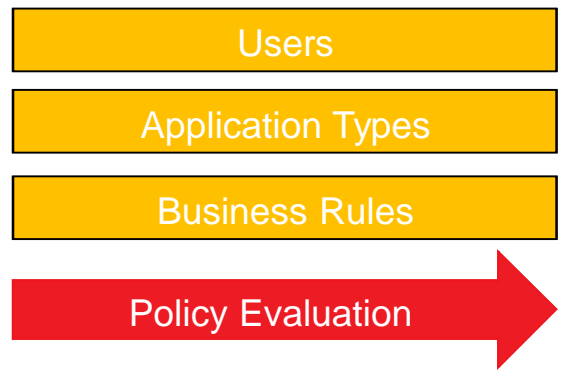 Users
Application Types
Business Rules
Policy Evaluation